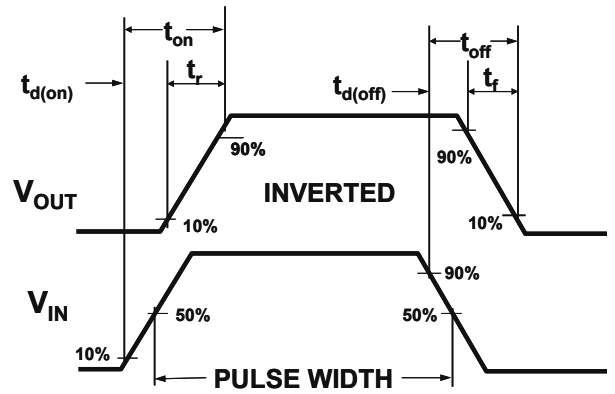 ton
toff
tr
tf
td(on)
td(off)
90%
90%
VOUT
INVERTED
10%
10%
90%
VIN
50%
50%
10%
PULSE WIDTH